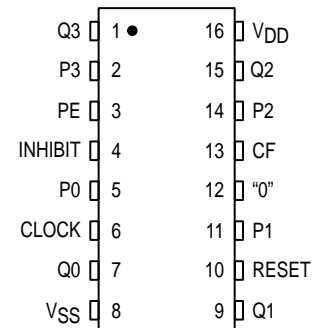 Q3 1 16 VDD
P3 2 15 Q2
PE 3 14 P2
INHIBIT 4 13 CF
P0 5 12 “0”
CLOCK 6 11 P1
Q0 7 10 RESET
VSS 8 9 Q1